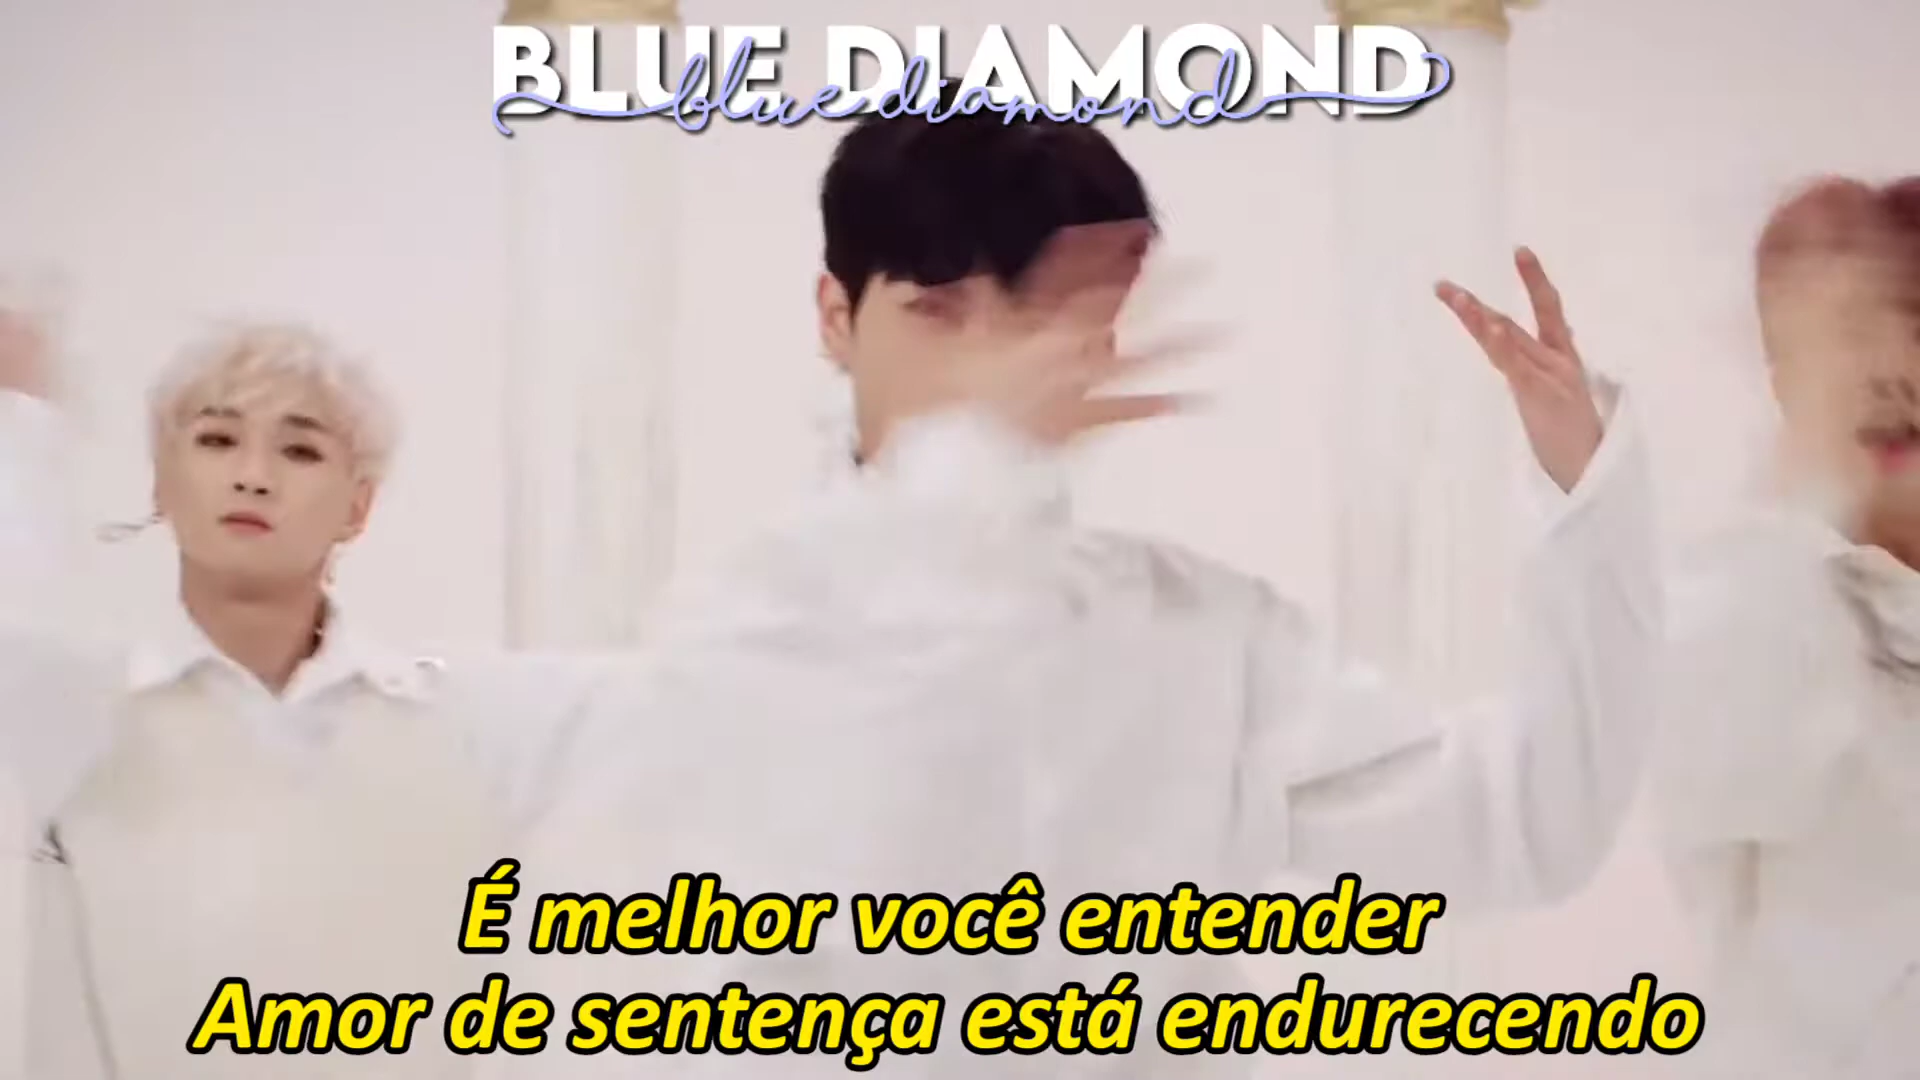 BLUE DIAMOND
blue diamond
É melhor você entender
Amor de sentença está endurecendo